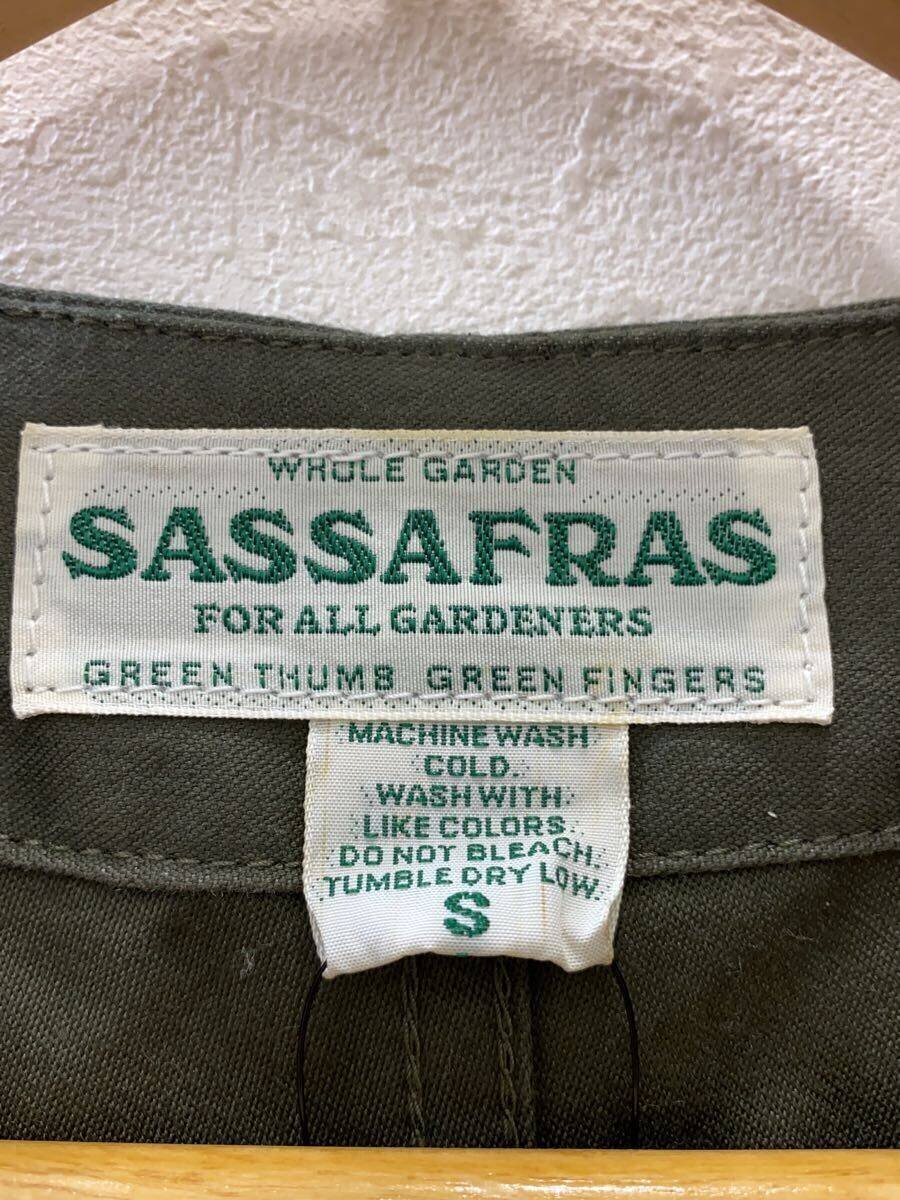 WHOLE GARDEN
SASSAFRAS
FOR ALL GARDENERS
GREEN THUMB GREEN FINGERS
MACHINE WASH
COLD.
WASH WITH
LIKE COLORS.
DO NOT BLEACH.
TUMBLE DRY LOW.
S